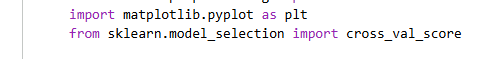 import matplotlib.pyplot as plt
from sklearn.model_selection import cross_val_score